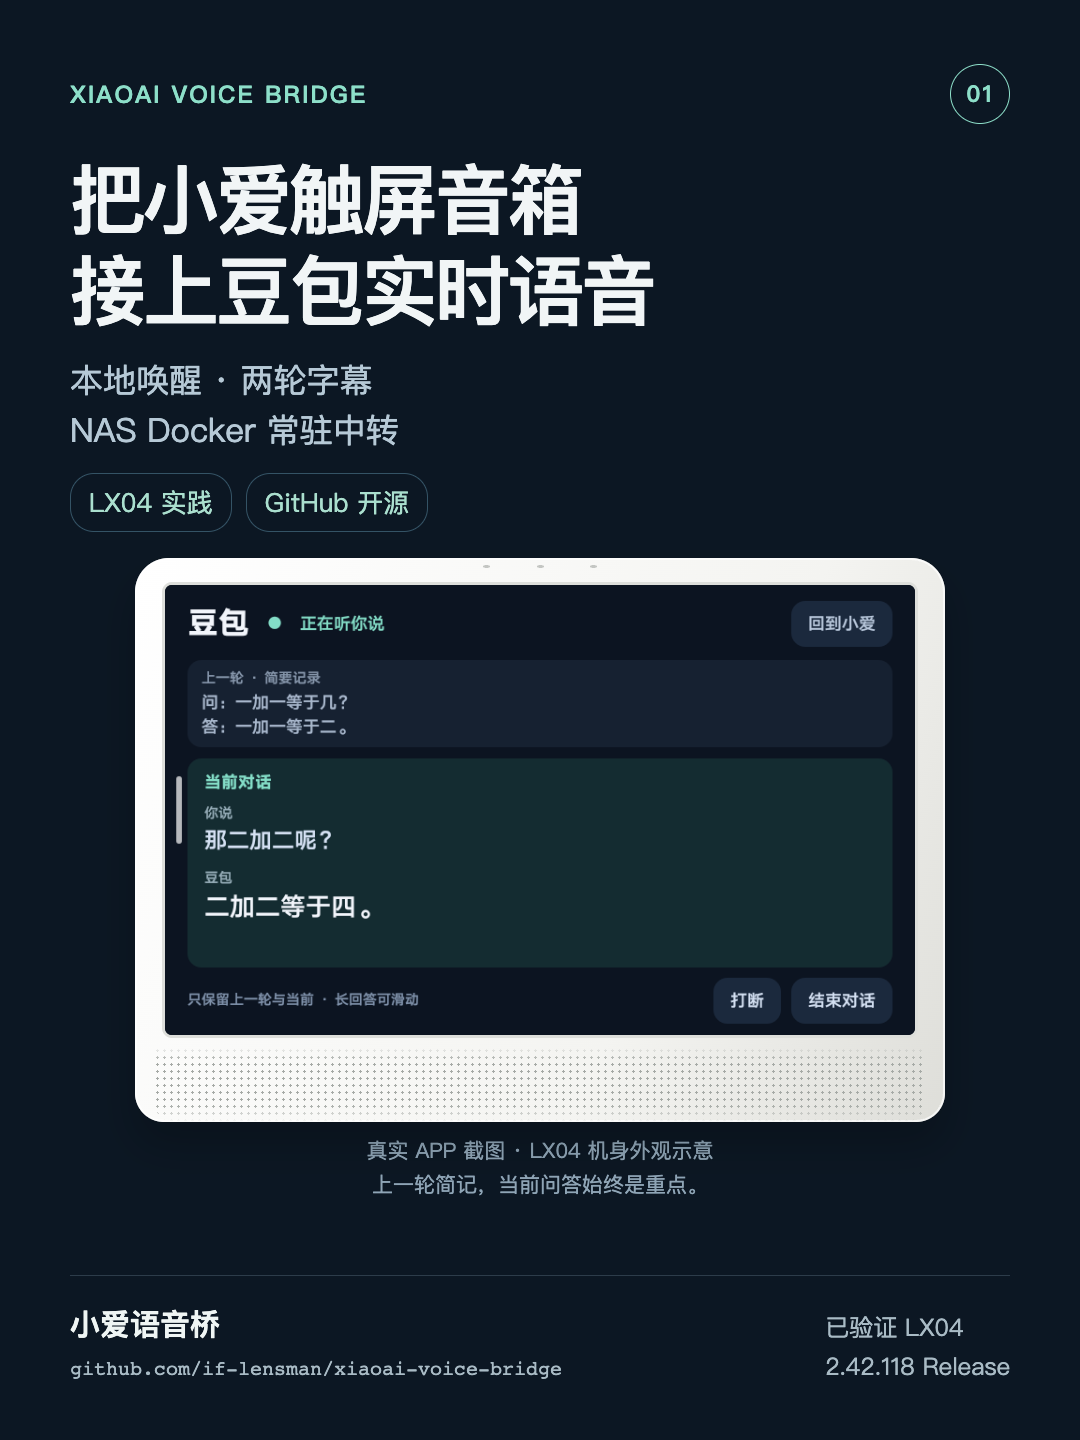 XIAOAI VOICE BRIDGE
01
把小爱触屏音箱
接上豆包实时语音
本地唤醒 · 两轮字幕
NAS Docker 常驻中转
LX04 实践
GitHub 开源
豆包 ● 正在听你说
回到小爱
上一轮 · 简要记录
问：一加一等于几？
答：一加一等于二。
当前对话
你说
那二加二呢？
豆包
二加二等于四。
只保留上一轮与当前 · 长回答可滑动
打断
结束对话
真实 APP 截图 · LX04 机身外观示意
上一轮简记，当前问答始终是重点。
小爱语音桥
github.com/if-lensman/xiaoai-voice-bridge
已验证 LX04
2.42.118 Release